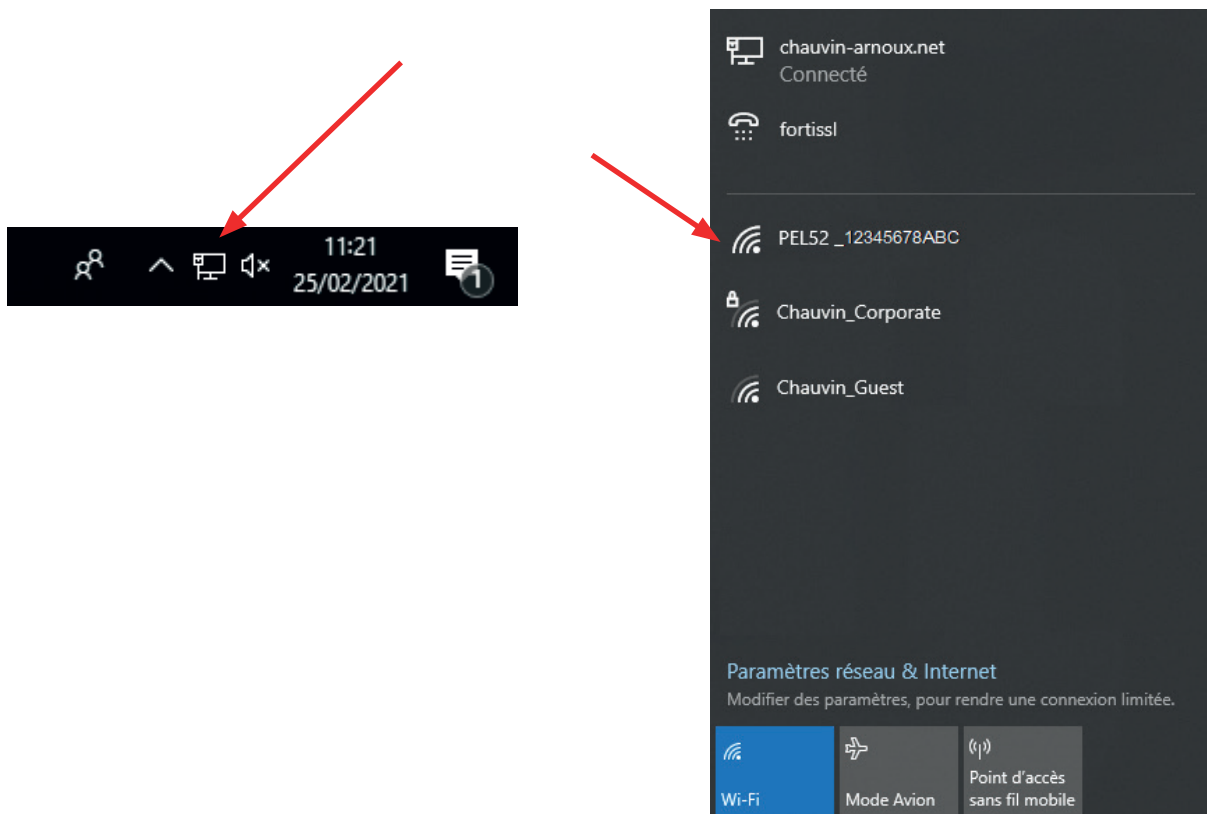 11:21
25/02/2021
1
chauvin-arnoux.net
Connecté
fortissl
PEL52 _12345678ABC
Chauvin_Corporate
Chauvin_Guest
Paramètres réseau & Internet
Modifier des paramètres, pour rendre une connexion limitée.
Wi-Fi
Mode Avion
Point d'accès
sans fil mobile